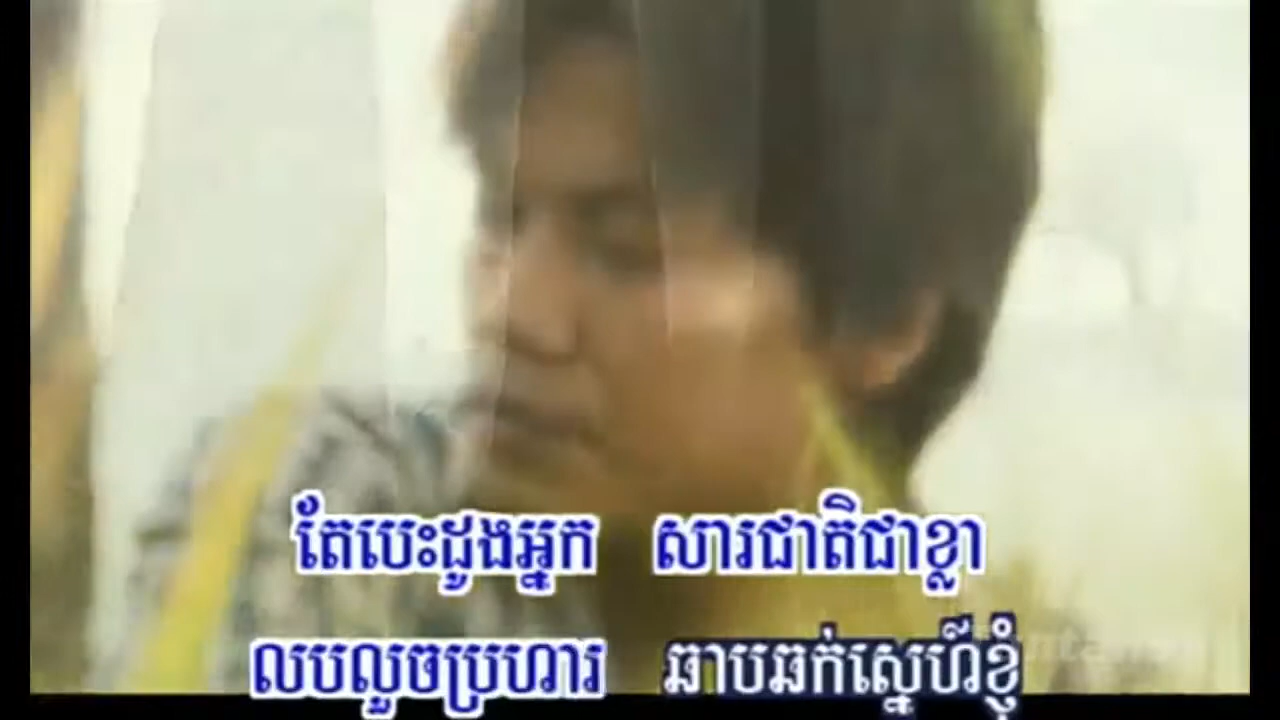 តែបេះដូងអ្នក សារជាតិជាខ្លា
លបលួចប្រហារ ឆាបឆក់ស្នេហ៍ខ្ញុំ